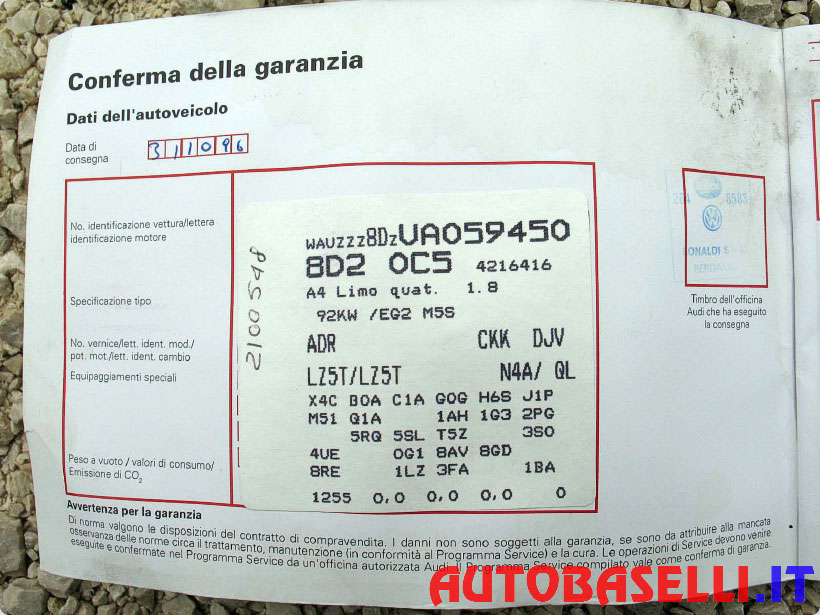 Conferma della garanzia
Dati dell'autoveicolo
Data di
consegna
311096
No. identificazione vettura/lettera
identificazione motore
Specificazione tipo
No. vernice/lett. ident. mod./
pot. mot./lett. ident. cambio
Equipaggiamenti speciali
Peso a vuoto / valori di consumo/
Emissione di CO2
2100548
WAUZZZ8DZVA059450
8D2 0C5 4216416
A4 Limo quat. 1.8
92KW /EG2 M5S
ADR CKK DJV
LZ5T/LZ5T N4A/ QL
X4C B0A C1A G0G H6S J1P
M51 Q1A 1AH 1G3 2PG
5RQ 5SL T5Z 3S0
4UE 0G1 8AV 8GD
8RE 1LZ 3FA 1BA
1255 0,0 0,0 0,0 0
6583
BERGAMO
Timbro dell'officina
Audi che ha eseguito
la consegna
Avvertenza per la garanzia
Di norma valgono le disposizioni del contratto di compravendita. I danni non sono soggetti alla garanzia, se sono da attribuire alla mancata
osservanza delle norme circa il trattamento, manutenzione (in conformità al Programma Service) e la cura. Le operazioni di Service devono venire
eseguite e confermate nel Programma Service da un'officina autorizzata Audi. Il Programma Service compilato vale come conferma di garanzia.
AUTOBASELLI.IT